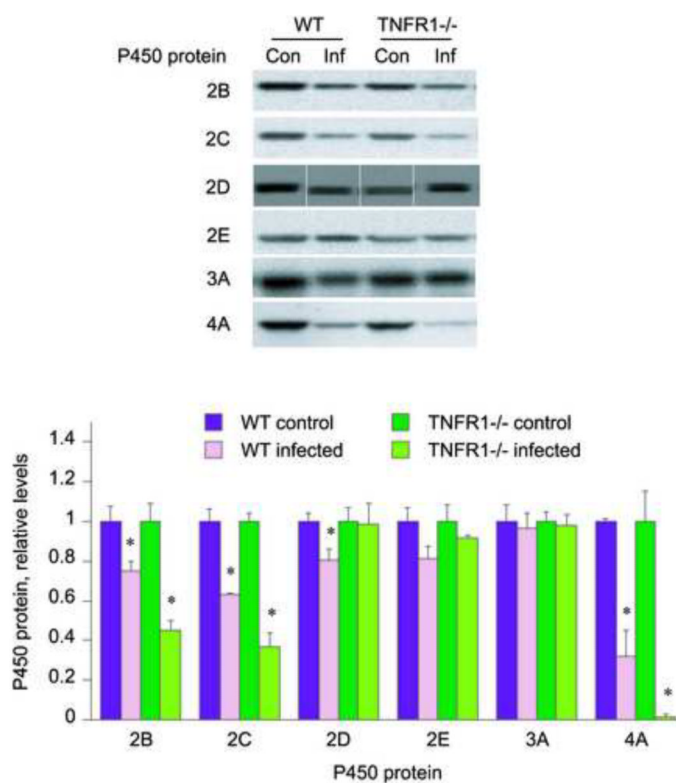 WT TNFR1-/-
P450 protein Con Inf Con Inf
2B
2C
2D
2E
3A
4A
WT control TNFR1-/- control
WT infected TNFR1-/- infected
1.4
1.2
1
0.8
0.6
0.4
0.2
0
P450 protein, relative levels
* * * * * * *
2B 2C 2D 2E 3A 4A
P450 protein